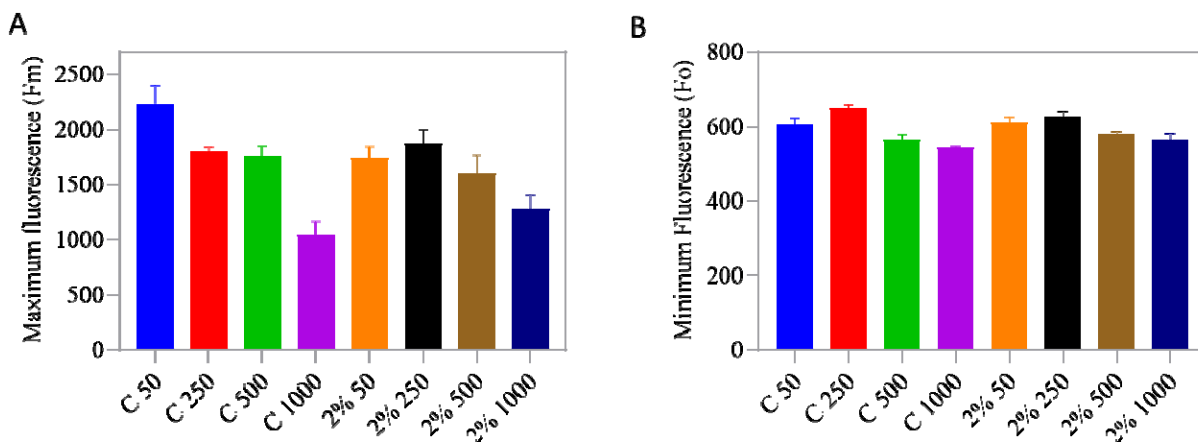 A
Maximum fluorescence (Fm)
2500
2000
1500
1000
500
0
C 50
C 250
C 500
C 1000
2% 50
2% 250
2% 500
2% 1000
B
Minimum Fluorescence (Fo)
800
600
400
200
0
C 50
C 250
C 500
C 1000
2% 50
2% 250
2% 500
2% 1000